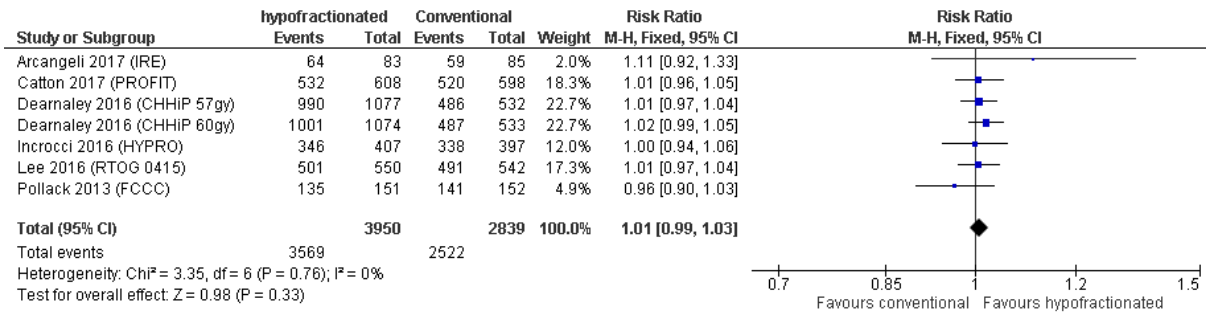 hypofractionated Conventional Risk Ratio Risk Ratio
Study or Subgroup Events Total Events Total Weight M-H, Fixed, 95% CI M-H, Fixed, 95% CI
Arcangeli 2017 (IRE) 64 83 59 85 2.0% 1.11 [0.92, 1.33]
Catton 2017 (PROFIT) 532 608 520 598 18.3% 1.01 [0.96, 1.05]
Dearnaley 2016 (CHHiP 57gy) 990 1077 486 532 22.7% 1.01 [0.97, 1.04]
Dearnaley 2016 (CHHiP 60gy) 1001 1074 487 533 22.7% 1.02 [0.99, 1.05]
Incrocci 2016 (HYPRO) 346 407 338 397 12.0% 1.00 [0.94, 1.06]
Lee 2016 (RTOG 0415) 501 550 491 542 17.3% 1.01 [0.97, 1.04]
Pollack 2013 (FCCC) 135 151 141 152 4.9% 0.96 [0.90, 1.03]
Total (95% CI) 3950 2839 100.0% 1.01 [0.99, 1.03]
Total events 3569 2522
Heterogeneity: Chi² = 3.35, df = 6 (P = 0.76); I² = 0%
Test for overall effect: Z = 0.98 (P = 0.33)
0.7 0.85 1 1.2 1.5
Favours conventional Favours hypofractionated